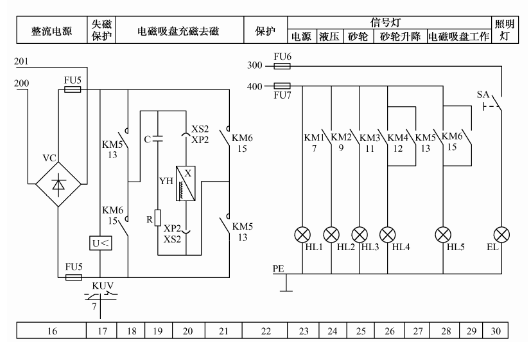 整流电源 失磁保护 电磁吸盘充磁去磁 保护 信号灯 照明灯
电源 液压 砂轮 砂轮升降 电磁吸盘工作
201
200
FU5
VC
FU5
KUV
7
U<
KM5
13
KM6
15
C
R
YH
X
XS2
XP2
XP2
XS2
KM6
15
KM5
13
300
FU6
400
FU7
SA
KM1
7
KM2
9
KM3
11
KM4
12
KM5
13
KM6
15
HL1
HL2
HL3
HL4
HL5
EL
PE
16 17 18 19 20 21 22 23 24 25 26 27 28 29 30